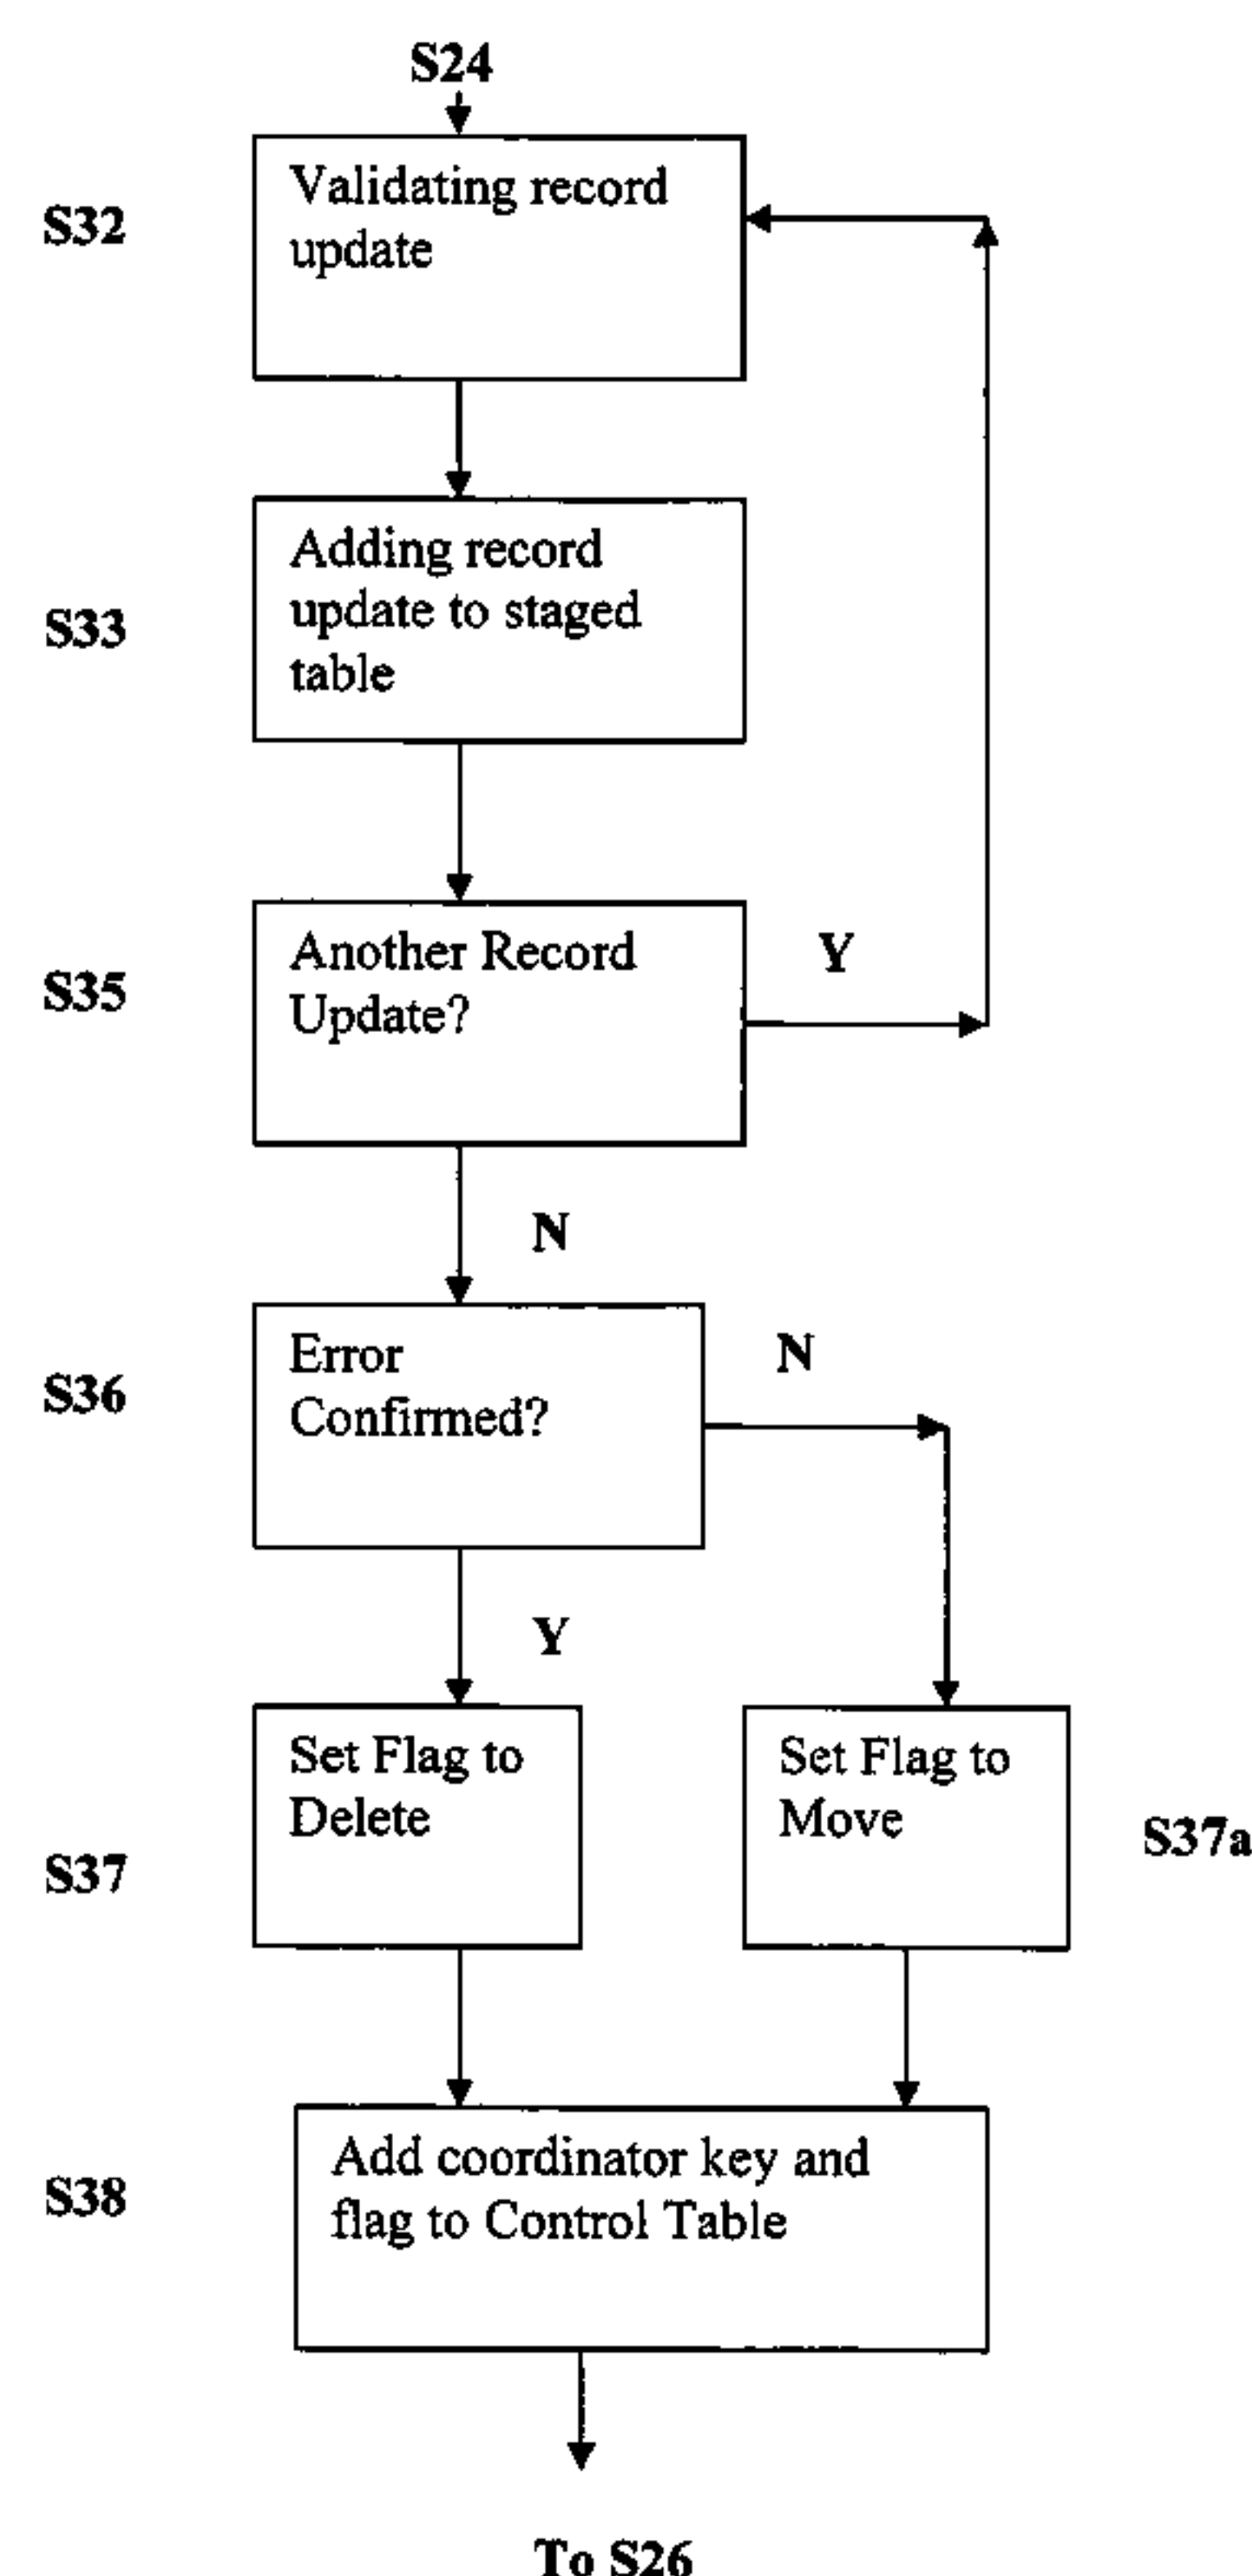 S24
S32
Validating record
update
S33
Adding record
update to staged
table
S35
Another Record
Update?
Y
N
S36
Error
Confirmed?
N
Y
S37
Set Flag to
Delete
Set Flag to
Move
S37a
S38
Add coordinator key and
flag to Control Table
To S26